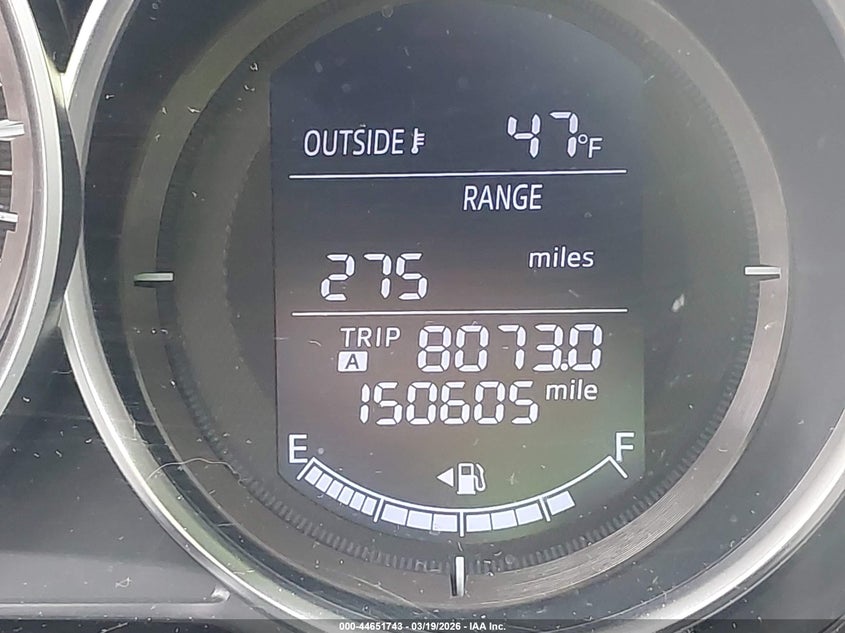 OUTSIDE 47°F
RANGE
275 miles
TRIP A 8073.0
150605 mile
E F
000-44651743 - 03/19/2026 - IAA Inc.